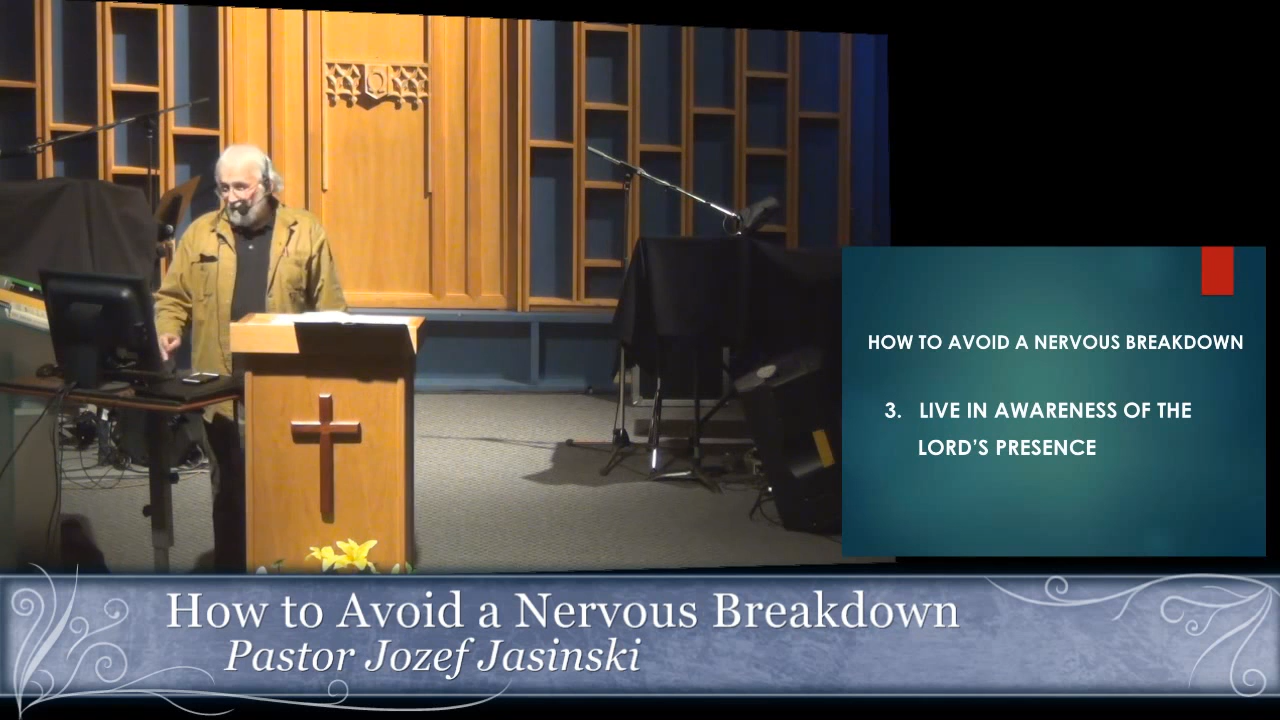 HOW TO AVOID A NERVOUS BREAKDOWN
3. LIVE IN AWARENESS OF THE
LORD'S PRESENCE
How to Avoid a Nervous Breakdown
Pastor Jozef Jasinski